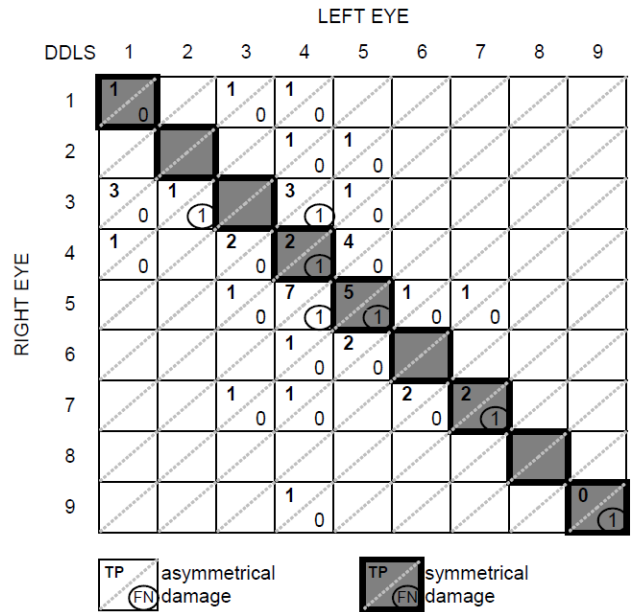 LEFT EYE
DDLS 1 2 3 4 5 6 7 8 9
1 1 0 1 0 1 0
2 1 0 1 0
3 3 0 1 1 3 1 1 0
4 1 0 2 0 2 1 4 0
5 1 0 7 1 5 1 1 0 1 0
6 1 0 2 0
7 1 0 1 0 2 0 2 1
8
9 1 0 0 1
RIGHT EYE
TP FN asymmetrical damage
TP FN symmetrical damage